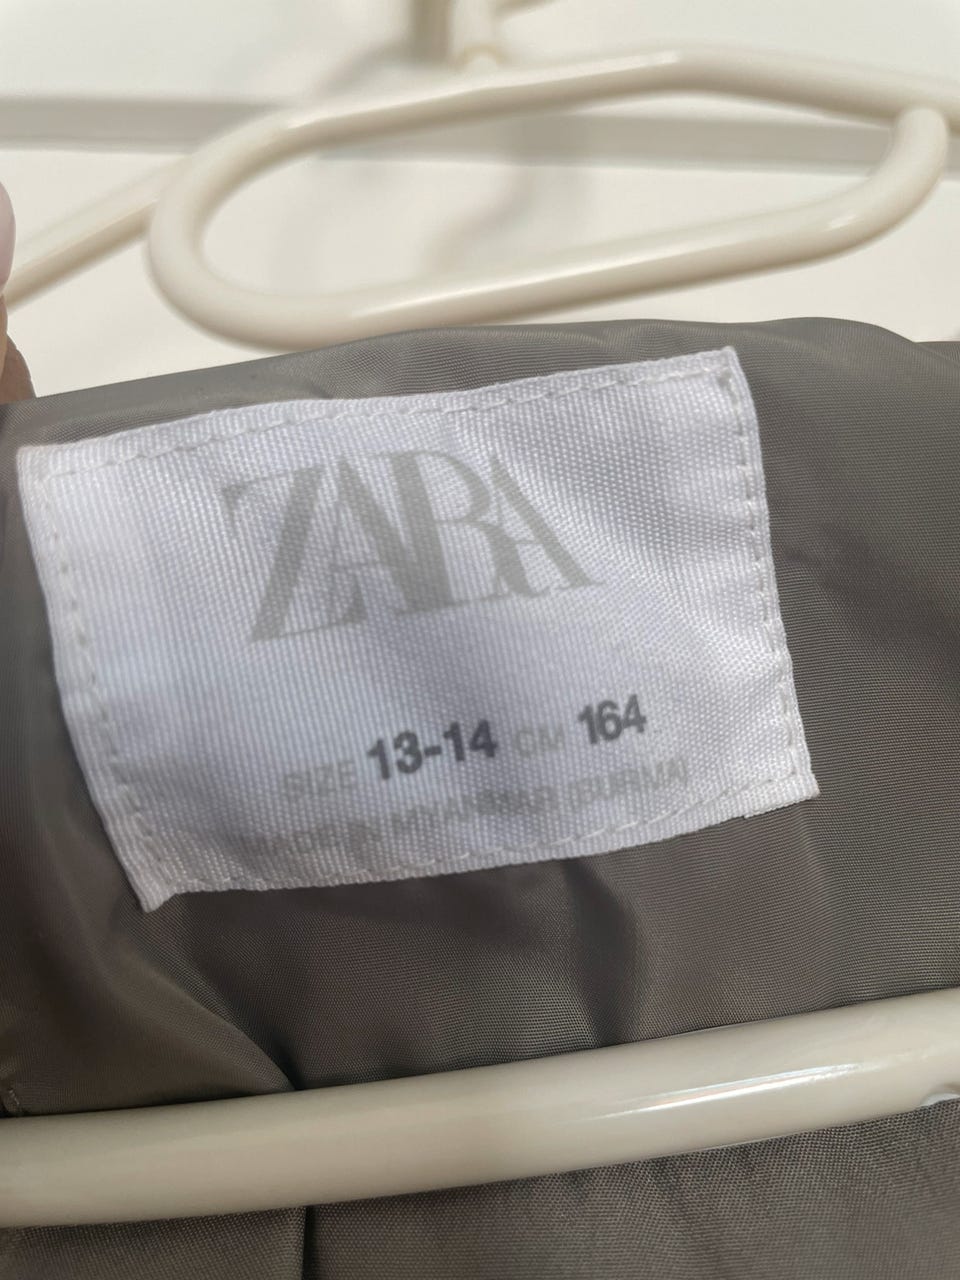 ZARA
SIZE 13-14 CM 164
MADE IN MYANMAR (BURMA)